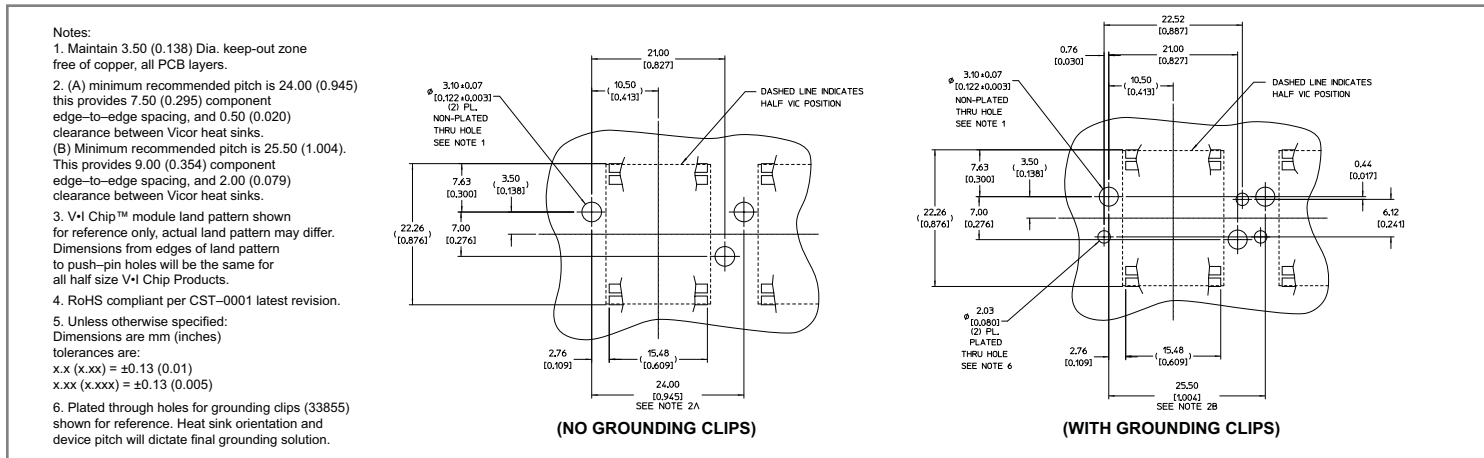 Notes:
1. Maintain 3.50 (0.138) Dia. keep-out zone
free of copper, all PCB layers.
2. (A) minimum recommended pitch is 24.00 (0.945)
this provides 7.50 (0.295) component
edge–to–edge spacing, and 0.50 (0.020)
clearance between Vicor heat sinks.
(B) Minimum recommended pitch is 25.50 (1.004).
This provides 9.00 (0.354) component
edge–to–edge spacing, and 2.00 (0.079)
clearance between Vicor heat sinks.
3. V•I Chip™ module land pattern shown
for reference only, actual land pattern may differ.
Dimensions from edges of land pattern
to push–pin holes will be the same for
all half size V•I Chip Products.
4. RoHS compliant per CST–0001 latest revision.
5. Unless otherwise specified:
Dimensions are mm (inches)
tolerances are:
x.x (x.xx) = ±0.13 (0.01)
x.xx (x.xxx) = ±0.13 (0.005)
6. Plated through holes for grounding clips (33855)
shown for reference. Heat sink orientation and
device pitch will dictate final grounding solution.
21.00
[0.827]
(10.50
[0.413])
ø 3.10±0.07
[0.122±0.003]
(2) PL.
NON-PLATED
THRU HOLE
SEE NOTE 1
DASHED LINE INDICATES
HALF VIC POSITION
7.63
[0.300]
(3.50
[0.138])
(22.26
[0.876])
7.00
[0.276]
2.76
[0.109]
(15.48
[0.609])
24.00
[0.945]
SEE NOTE 2A
(NO GROUNDING CLIPS)
22.52
[0.887]
0.76
[0.030]
21.00
[0.827]
(10.50
[0.413])
ø 3.10±0.07
[0.122±0.003]
(2) PL.
NON-PLATED
THRU HOLE
SEE NOTE 1
DASHED LINE INDICATES
HALF VIC POSITION
7.63
[0.300]
(3.50
[0.138])
0.44
[0.017]
(22.26
[0.876])
7.00
[0.276]
6.12
[0.241]
ø 2.03
[0.080]
(2) PL.
PLATED
THRU HOLE
SEE NOTE 6
2.76
[0.109]
(15.48
[0.609])
25.50
[1.004]
SEE NOTE 2B
(WITH GROUNDING CLIPS)